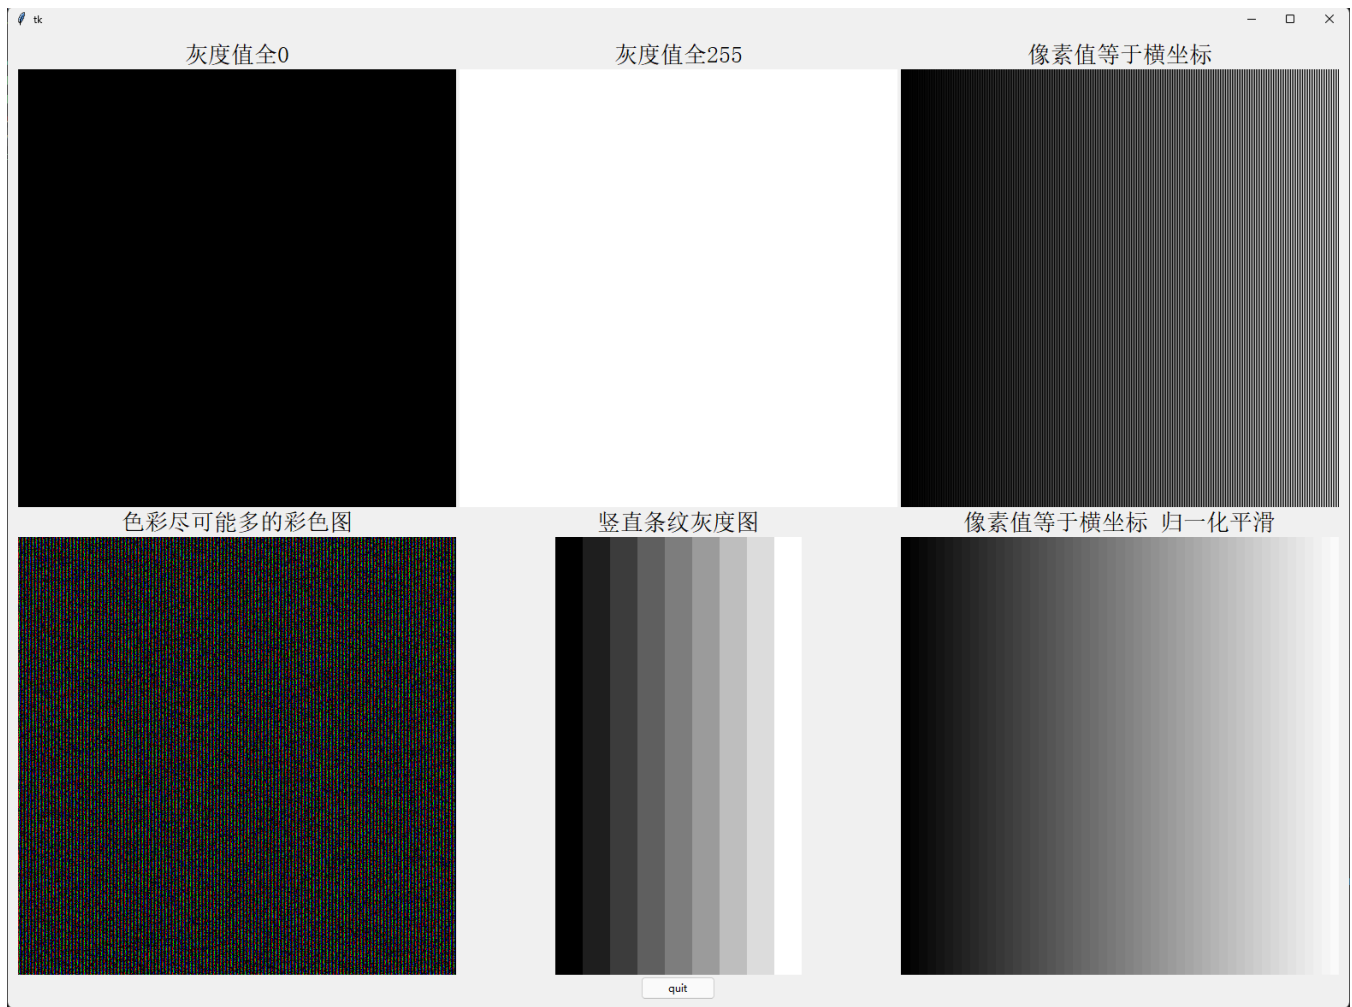 tk
灰度值全0
灰度值全255
像素值等于横坐标
色彩尽可能多的彩色图
竖直条纹灰度图
像素值等于横坐标 归一化平滑
quit